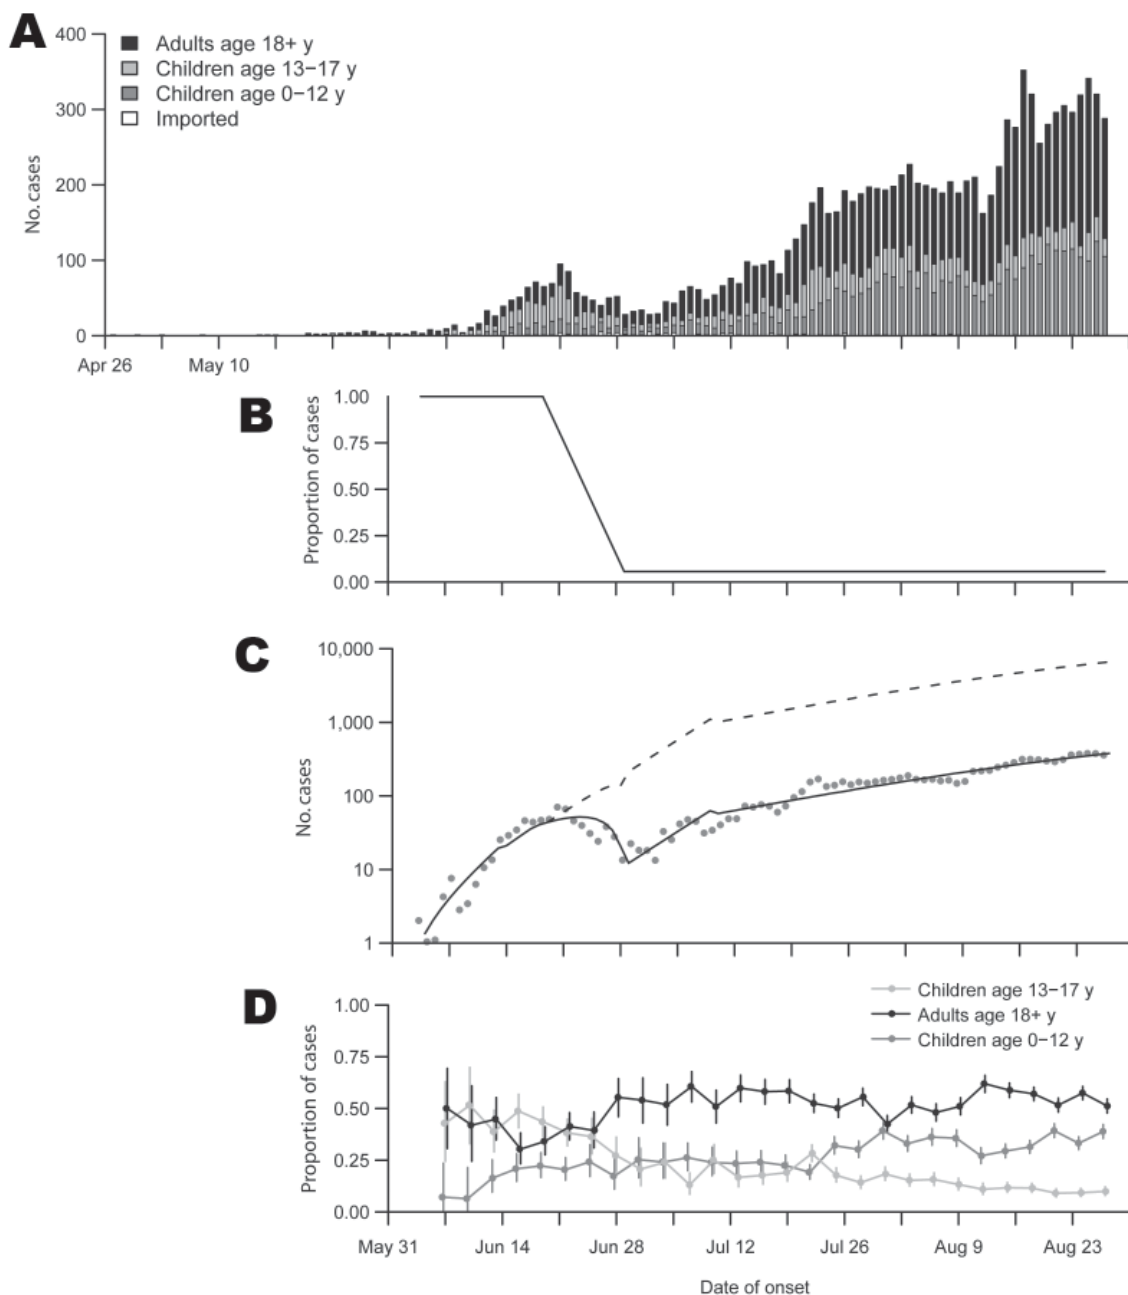 A
No. cases
400
300
200
100
0
Adults age 18+ y
Children age 13–17 y
Children age 0–12 y
Imported
Apr 26 May 10
B
Proportion of cases
1.00
0.75
0.50
0.25
0.00
C
No. cases
10,000
1,000
100
10
1
D
Proportion of cases
1.00
0.75
0.50
0.25
0.00
Children age 13–17 y
Adults age 18+ y
Children age 0–12 y
May 31 Jun 14 Jun 28 Jul 12 Jul 26 Aug 9 Aug 23
Date of onset